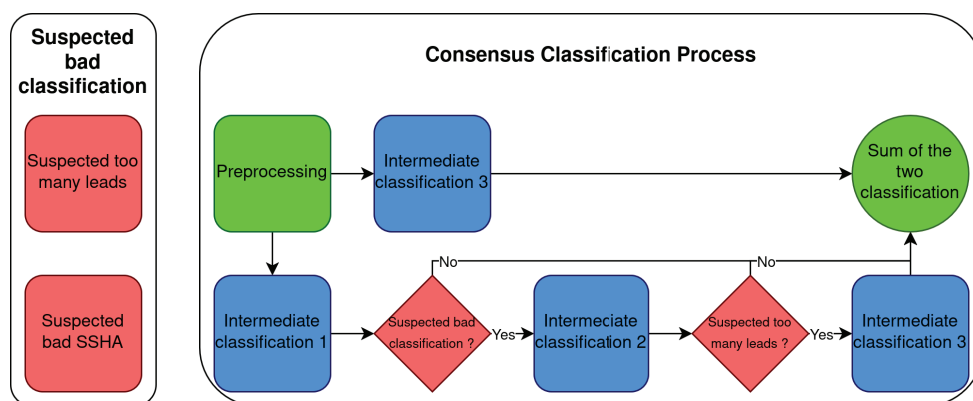 Suspected
bad
classification
Suspected too
many leads
Suspected
bad SSHA
Consensus Classification Process
Preprocessing
Intermediate
classification 3
Sum of the
two
classification
Intermediate
classification 1
Suspected bad
classification ?
No
Yes
Intermeciate
classification 2
Suspected too
many leads ?
No
Yes
Intermediate
classification 3